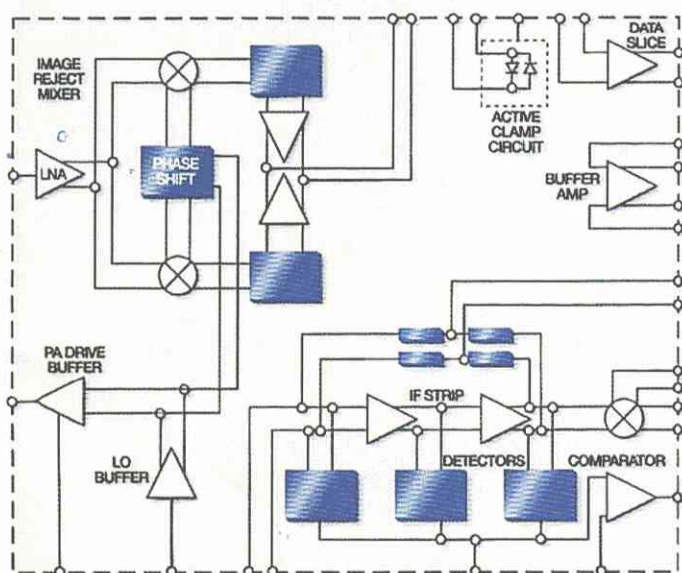 IMAGE
REJECT
MIXER
LNA
PHASE
SHIFT
DATA
SLICE
ACTIVE
CLAMP
CIRCUIT
BUFFER
AMP
PA DRIVE
BUFFER
LO
BUFFER
IF STRIP
DETECTORS
COMPARATOR